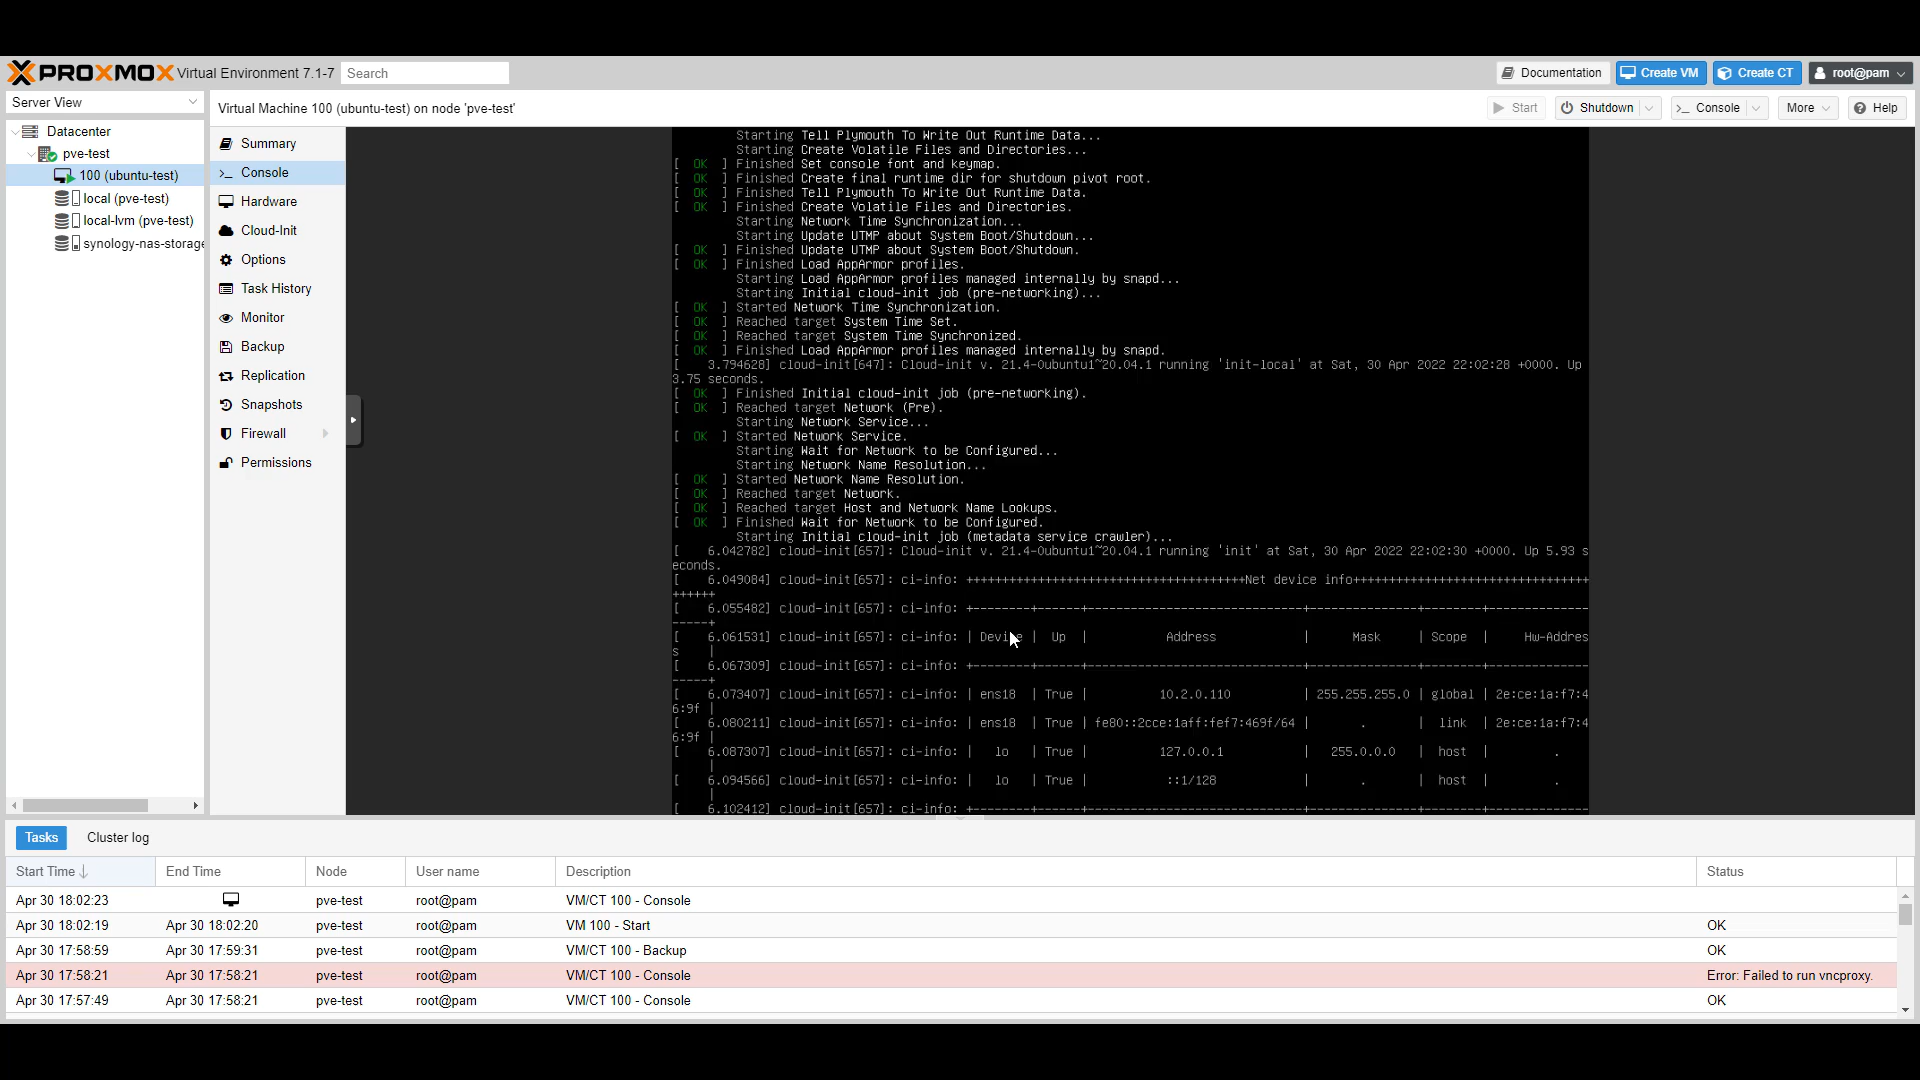 PROXMOX Virtual Environment 7.1-7 Search Documentation Create VM Create CT root@pam
Server View
Virtual Machine 100 (ubuntu-test) on node 'pve-test' Start Shutdown Console More Help
Datacenter
pve-test
100 (ubuntu-test)
local (pve-test)
local-lvm (pve-test)
synology-nas-storage
Summary
Console
Hardware
Cloud-Init
Options
Task History
Monitor
Backup
Replication
Snapshots
Firewall
Permissions
Starting Tell Plymouth To Write Out Runtime Data...
Starting Create Volatile Files and Directories...
[ OK ] Finished Set console font and keymap.
[ OK ] Finished Create final runtime dir for shutdown pivot root.
[ OK ] Finished Tell Plymouth To Write Out Runtime Data.
[ OK ] Finished Create Volatile Files and Directories.
Starting Network Time Synchronization...
Starting Update UTMP about System Boot/Shutdown...
[ OK ] Finished Update UTMP about System Boot/Shutdown.
[ OK ] Finished Load AppArmor profiles.
Starting Load AppArmor profiles managed internally by snapd...
Starting Initial cloud-init job (pre-networking)...
[ OK ] Started Network Time Synchronization.
[ OK ] Reached target System Time Set.
[ OK ] Reached target System Time Synchronized.
[ OK ] Finished Load AppArmor profiles managed internally by snapd.
[ 3.794628] cloud-init[647]: Cloud-init v. 21.4-0ubuntu1~20.04.1 running 'init-local' at Sat, 30 Apr 2022 22:02:28 +0000. Up
3.75 seconds.
[ OK ] Finished Initial cloud-init job (pre-networking).
[ OK ] Reached target Network (Pre).
Starting Network Service...
[ OK ] Started Network Service.
Starting Wait for Network to be Configured...
Starting Network Name Resolution...
[ OK ] Started Network Name Resolution.
[ OK ] Reached target Network.
[ OK ] Reached target Host and Network Name Lookups.
[ OK ] Finished Wait for Network to be Configured.
Starting Initial cloud-init job (metadata service crawler)...
[ 6.042782] cloud-init[657]: Cloud-init v. 21.4-0ubuntu1~20.04.1 running 'init' at Sat, 30 Apr 2022 22:02:30 +0000. Up 5.93 s
econds.
[ 6.049084] cloud-init[657]: ci-info: +++++++++++++++++++++++++++++++++++++++Net device info+++++++++++++++++++++++++++++++++
++++++
[ 6.055482] cloud-init[657]: ci-info: +--------+------+------------------------------+---------------+--------+--------------
-----+
[ 6.061531] cloud-init[657]: ci-info: | Device | Up | Address | Mask | Scope | Hw-Addres
s |
[ 6.067309] cloud-init[657]: ci-info: +--------+------+------------------------------+---------------+--------+--------------
-----+
[ 6.073407] cloud-init[657]: ci-info: | ens18 | True | 10.2.0.110 | 255.255.255.0 | global | 2e:ce:1a:f7:4
6:9f |
[ 6.080211] cloud-init[657]: ci-info: | ens18 | True | fe80::2cce:1aff:fef7:469f/64 | . | link | 2e:ce:1a:f7:4
6:9f |
[ 6.087307] cloud-init[657]: ci-info: | lo | True | 127.0.0.1 | 255.0.0.0 | host | .
|
[ 6.094566] cloud-init[657]: ci-info: | lo | True | ::1/128 | . | host | .
|
[ 6.102412] cloud-init[657]: ci-info: +--------+------+------------------------------+---------------+--------+--------------
Tasks Cluster log
Start Time End Time Node User name Description Status
Apr 30 18:02:23 pve-test root@pam VM/CT 100 - Console
Apr 30 18:02:19 Apr 30 18:02:20 pve-test root@pam VM 100 - Start OK
Apr 30 17:58:59 Apr 30 17:59:31 pve-test root@pam VM/CT 100 - Backup OK
Apr 30 17:58:21 Apr 30 17:58:21 pve-test root@pam VM/CT 100 - Console Error: Failed to run vncproxy.
Apr 30 17:57:49 Apr 30 17:58:21 pve-test root@pam VM/CT 100 - Console OK